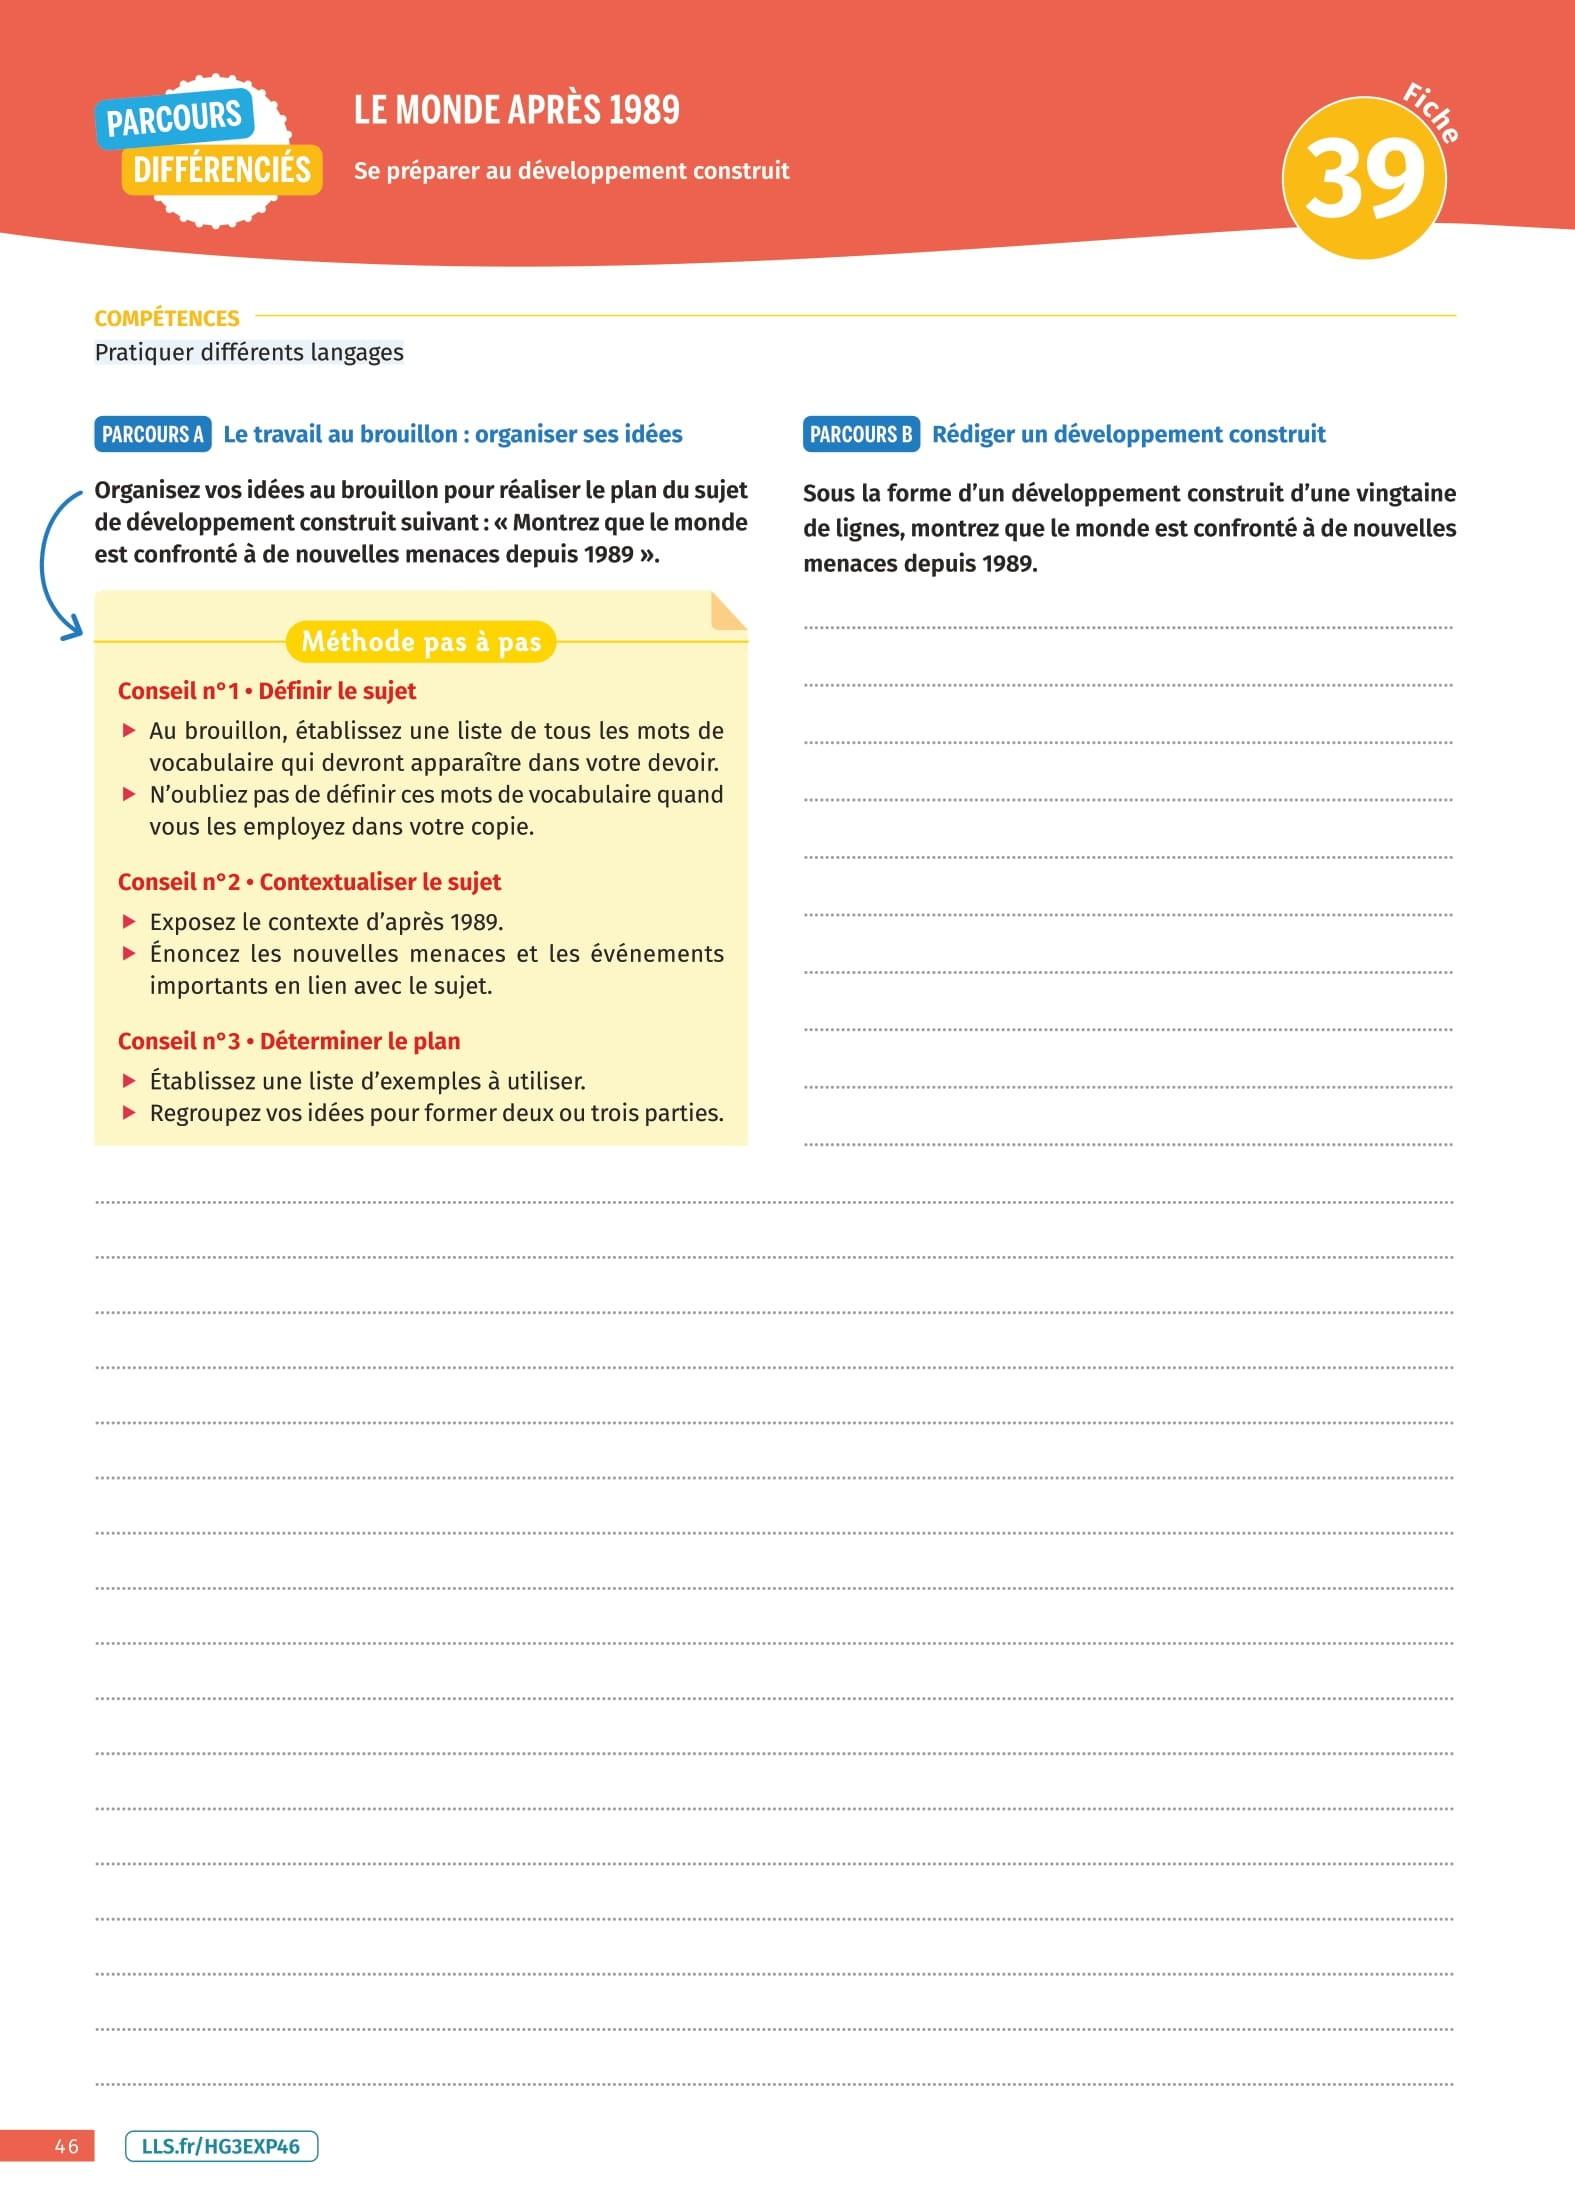 PARCOURS
DIFFÉRENCIÉS
LE MONDE APRÈS 1989
Se préparer au développement construit
Fiche
39
COMPÉTENCES
Pratiquer différents langages
PARCOURS A Le travail au brouillon : organiser ses idées
Organisez vos idées au brouillon pour réaliser le plan du sujet
de développement construit suivant : « Montrez que le monde
est confronté à de nouvelles menaces depuis 1989 ».
Méthode pas à pas
Conseil n°1 • Définir le sujet
▶ Au brouillon, établissez une liste de tous les mots de
vocabulaire qui devront apparaître dans votre devoir.
▶ N’oubliez pas de définir ces mots de vocabulaire quand
vous les employez dans votre copie.
Conseil n°2 • Contextualiser le sujet
▶ Exposez le contexte d’après 1989.
▶ Énoncez les nouvelles menaces et les événements
importants en lien avec le sujet.
Conseil n°3 • Déterminer le plan
▶ Établissez une liste d’exemples à utiliser.
▶ Regroupez vos idées pour former deux ou trois parties.
PARCOURS B Rédiger un développement construit
Sous la forme d’un développement construit d’une vingtaine
de lignes, montrez que le monde est confronté à de nouvelles
menaces depuis 1989.
46
LLS.fr/HG3EXP46